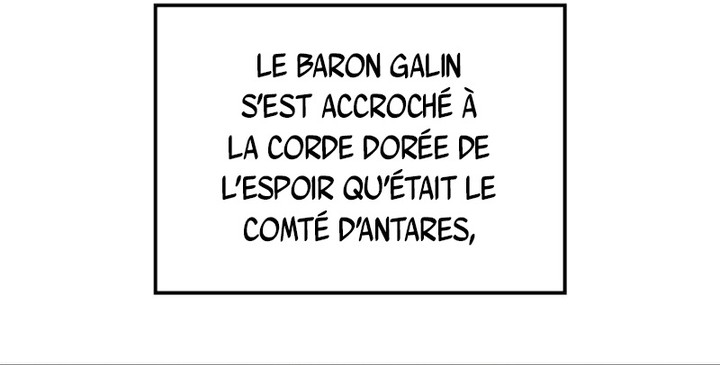 LE BARON GALIN
S'EST ACCROCHÉ À
LA CORDE DORÉE DE
L'ESPOIR QU'ÉTAIT LE
COMTÉ D'ANTARES,